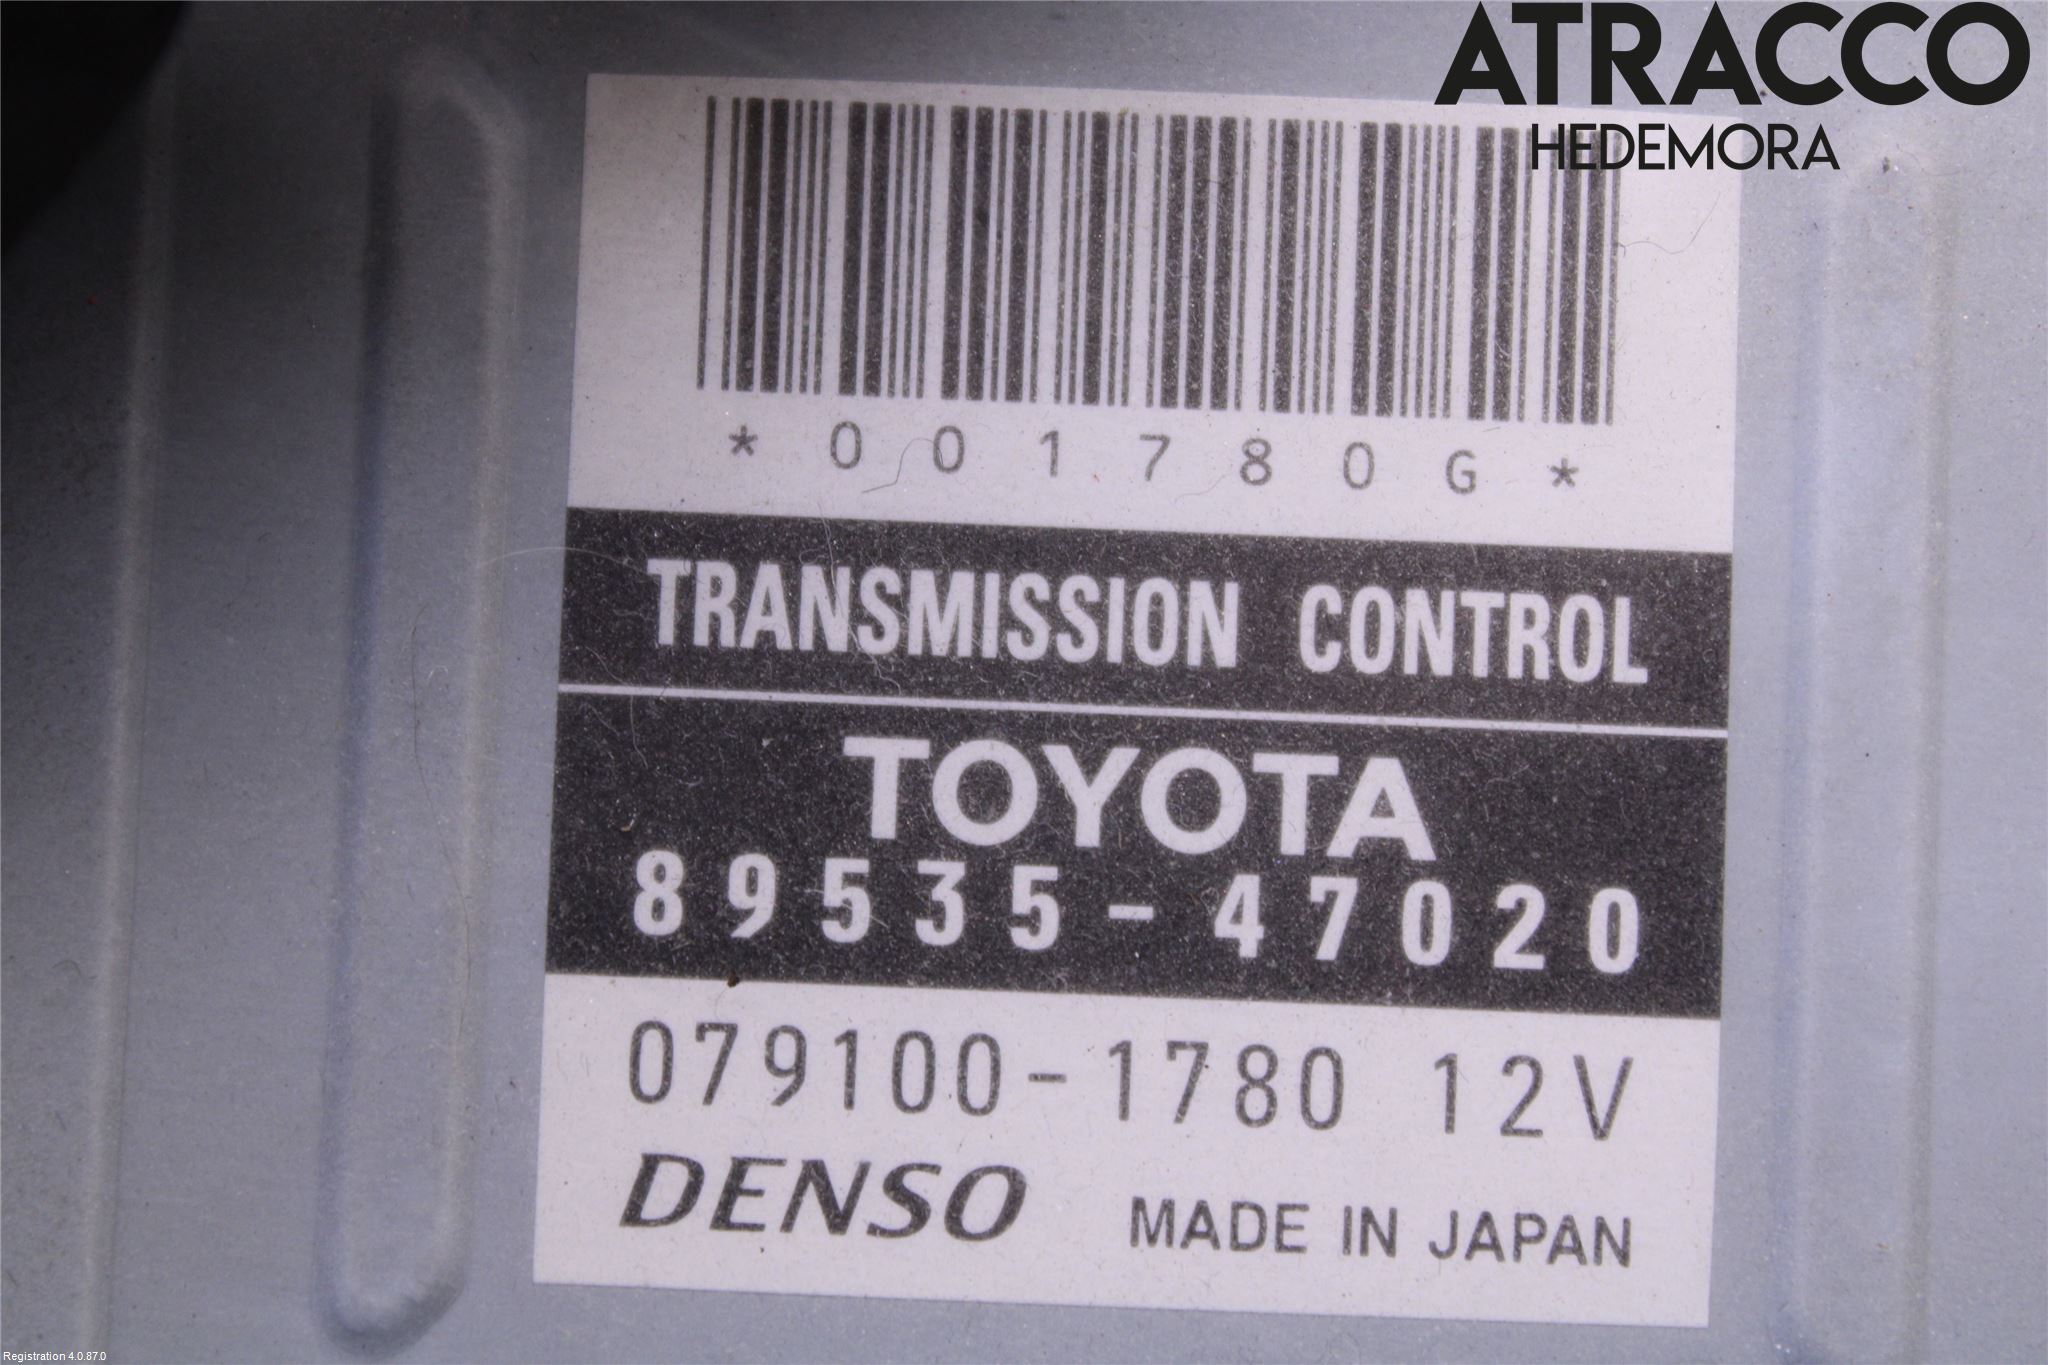 ATRACCO
HEDEMORA
*001780G*
TRANSMISSION CONTROL
TOYOTA
89535-47020
079100-1780 12V
DENSO MADE IN JAPAN
Registration 4.0.87.0